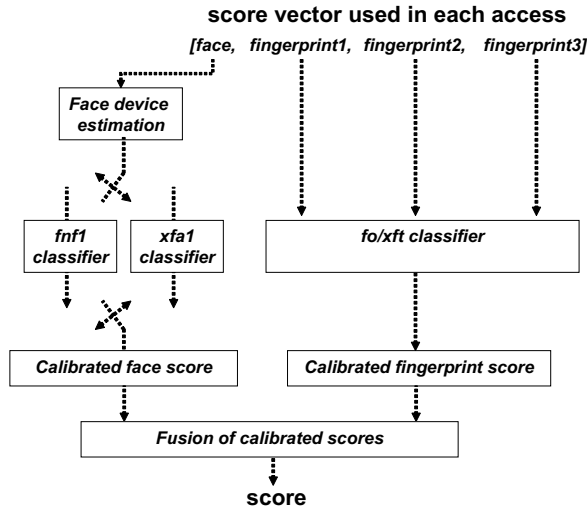 score vector used in each access
[face, fingerprint1, fingerprint2, fingerprint3]
Face device
estimation
fnf1
classifier
xfa1
classifier
fo/xft classifier
Calibrated face score
Calibrated fingerprint score
Fusion of calibrated scores
score